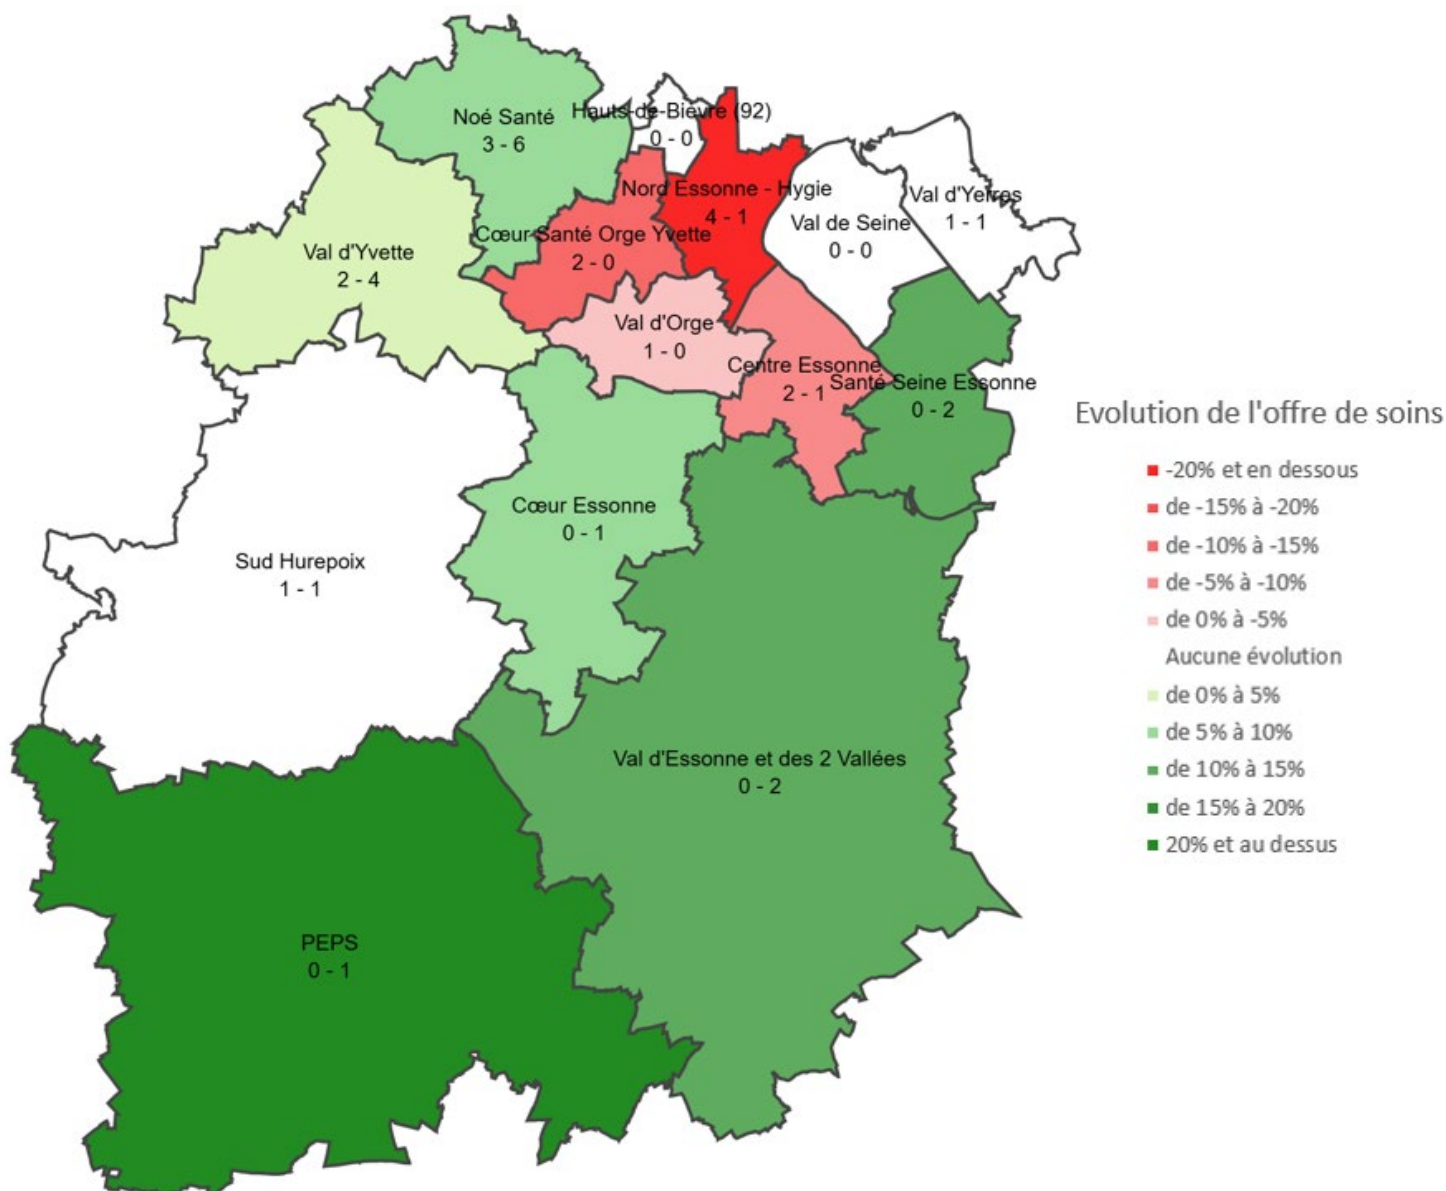 Noé Santé
3 - 6
Hauts-de-Bièvre (92)
0 - 0
Nord Essonne - Hygie
4 - 1
Val d'Yerres
1 - 1
Val de Seine
0 - 0
Cœur Santé Orge Yvette
2 - 0
Val d'Yvette
2 - 4
Val d'Orge
1 - 0
Centre Essonne
2 - 1
Santé Seine Essonne
0 - 2
Cœur Essonne
0 - 1
Sud Hurepoix
1 - 1
Val d'Essonne et des 2 Vallées
0 - 2
PEPS
0 - 1
Evolution de l'offre de soins
-20% et en dessous
de -15% à -20%
de -10% à -15%
de -5% à -10%
de 0% à -5%
Aucune évolution
de 0% à 5%
de 5% à 10%
de 10% à 15%
de 15% à 20%
20% et au dessus